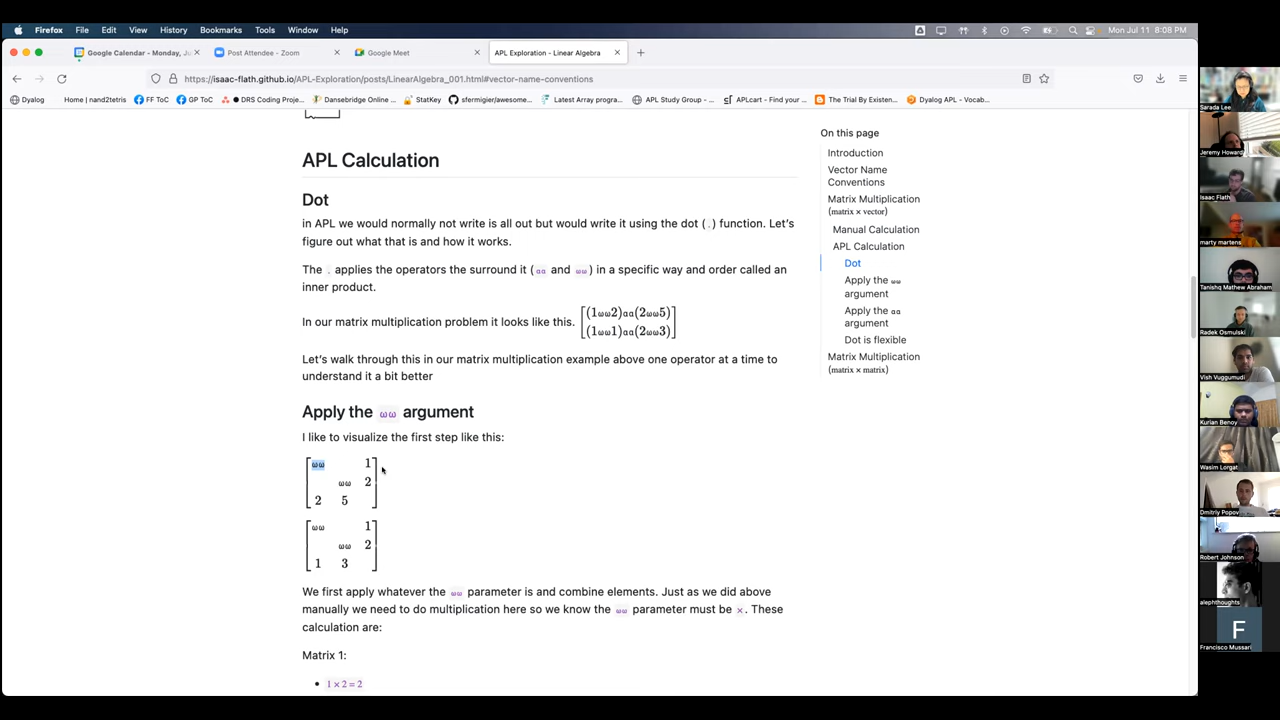 Firefox File Edit View History Bookmarks Tools Window Help
Mon Jul 11 8:08 PM
Google Calendar - Monday, Ju
Post Attendee - Zoom
Google Meet
APL Exploration - Linear Algebra
https://isaac-flath.github.io/APL-Exploration/posts/LinearAlgebra_001.html#vector-name-conventions
Dyalog
Home | nand2tetris
FF ToC
GP ToC
DRS Coding Proje...
Dansebridge Online ...
StatKey
sfermigier/awesome...
Latest Array progra...
APL Study Group -...
APLcart - Find your ...
The Trial By Existen...
Dyalog APL - Vocab...
APL Calculation
Dot
in APL we would normally not write is all out but would write it using the dot (.) function. Let's
figure out what that is and how it works.
The . applies the operators the surround it (⍺⍺ and ⍵⍵) in a specific way and order called an
inner product.
In our matrix multiplication problem it looks like this. [(1⍵⍵2)⍺⍺(2⍵⍵5)
(1⍵⍵1)⍺⍺(2⍵⍵3)]
Let's walk through this in our matrix multiplication example above one operator at a time to
understand it a bit better
Apply the ⍵⍵ argument
I like to visualize the first step like this:
⍵⍵ 1
⍵⍵ 2
2 5
⍵⍵ 1
⍵⍵ 2
1 3
We first apply whatever the ⍵⍵ parameter is and combine elements. Just as we did above
manually we need to do multiplication here so we know the ⍵⍵ parameter must be ×. These
calculation are:
Matrix 1:
• 1 × 2 = 2
On this page
Introduction
Vector Name
Conventions
Matrix Multiplication
(matrix × vector)
Manual Calculation
APL Calculation
Dot
Apply the ⍵⍵
argument
Apply the ⍺⍺
argument
Dot is flexible
Matrix Multiplication
(matrix × matrix)
Sarada Lee
Jeremy Howard
Isaac Flath
marty martens
Tanishq Mathew Abraham
Radek Osmulski
Vish Vuggumudi
Kurian Benoy
Wasim Lorgat
Dmitriy Popov
Robert Johnson
alephthoughts
F
Francisco Mussari